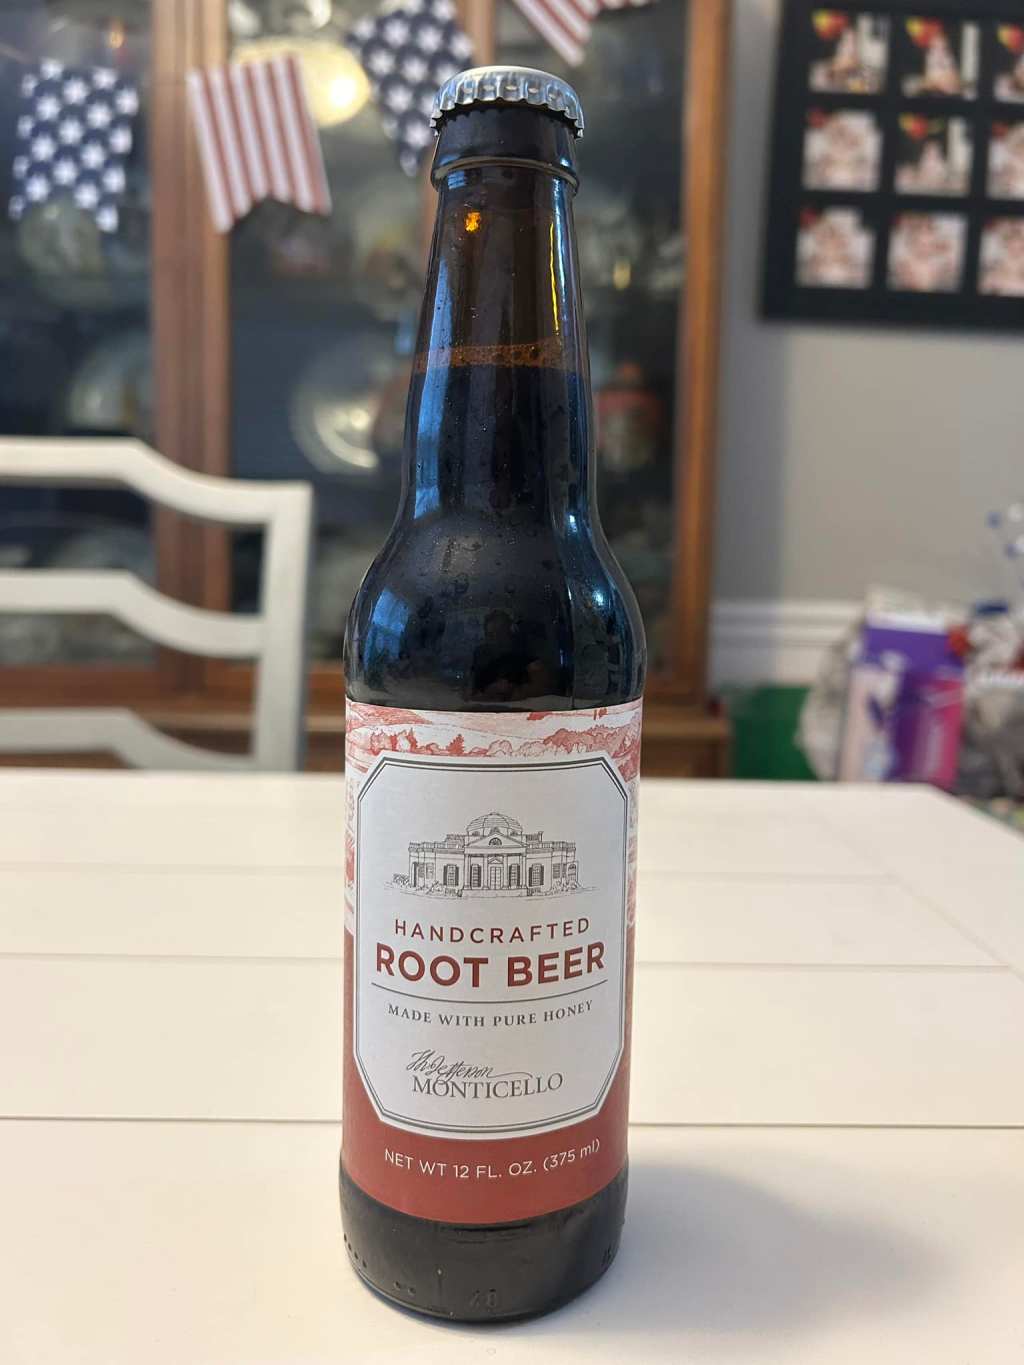 HANDCRAFTED
ROOT BEER
MADE WITH PURE HONEY
Th Jefferson
MONTICELLO
NET WT 12 FL. OZ. (375 ml)